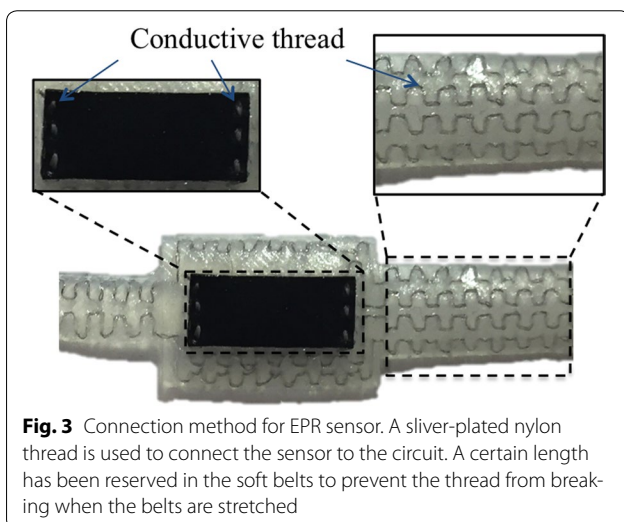 Conductive thread
Fig. 3 Connection method for EPR sensor. A sliver-plated nylon
thread is used to connect the sensor to the circuit. A certain length
has been reserved in the soft belts to prevent the thread from break-
ing when the belts are stretched